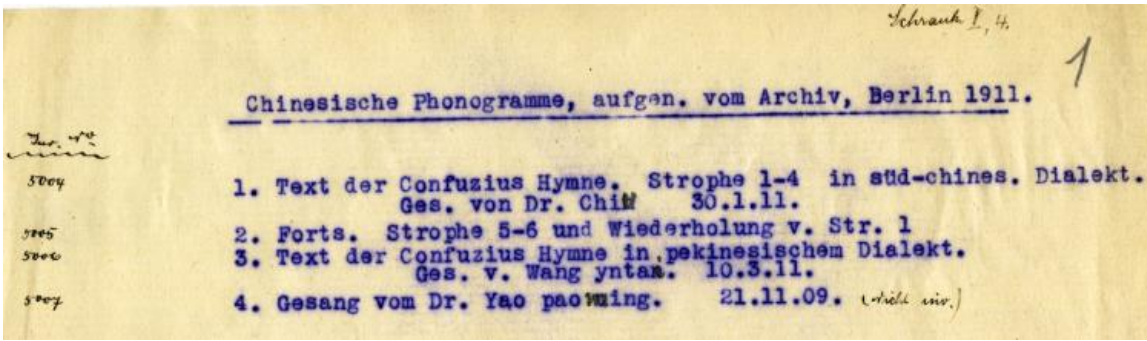 Schrank I, 4.
1
Chinesische Phonogramme, aufgen. vom Archiv, Berlin 1911.
Inv. No
5004 1. Text der Confuzius Hymne. Strophe 1-4 in süd-chines. Dialekt.
Ges. von Dr. 30.1.11.
5005 2. Forts. Strophe 5-6 und Wiederholung v. Str. 1
5006 3. Text der Confuzius Hymne in pekinesischem Dialekt.
Ges. v. Wang yntan. 10.3.11.
5007 4. Gesang vom Dr. Yao 21.11.09. (nicht inv.)